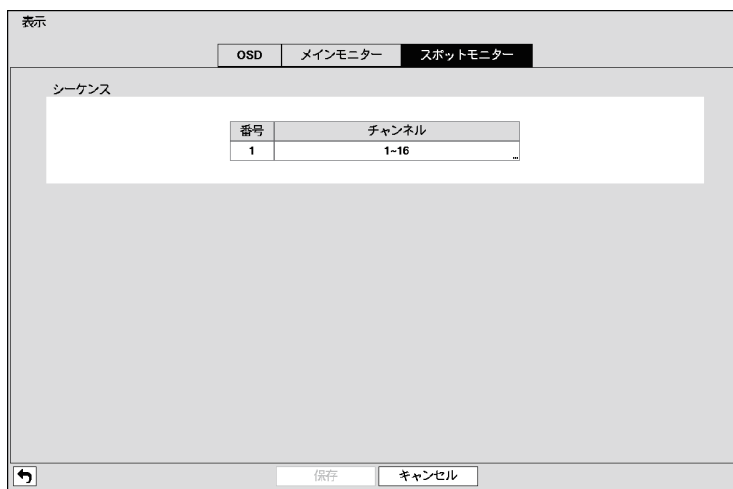 表示
OSD メインモニター スポットモニター
シーケンス
番号 チャンネル
1 1~16 ...
保存 キャンセル